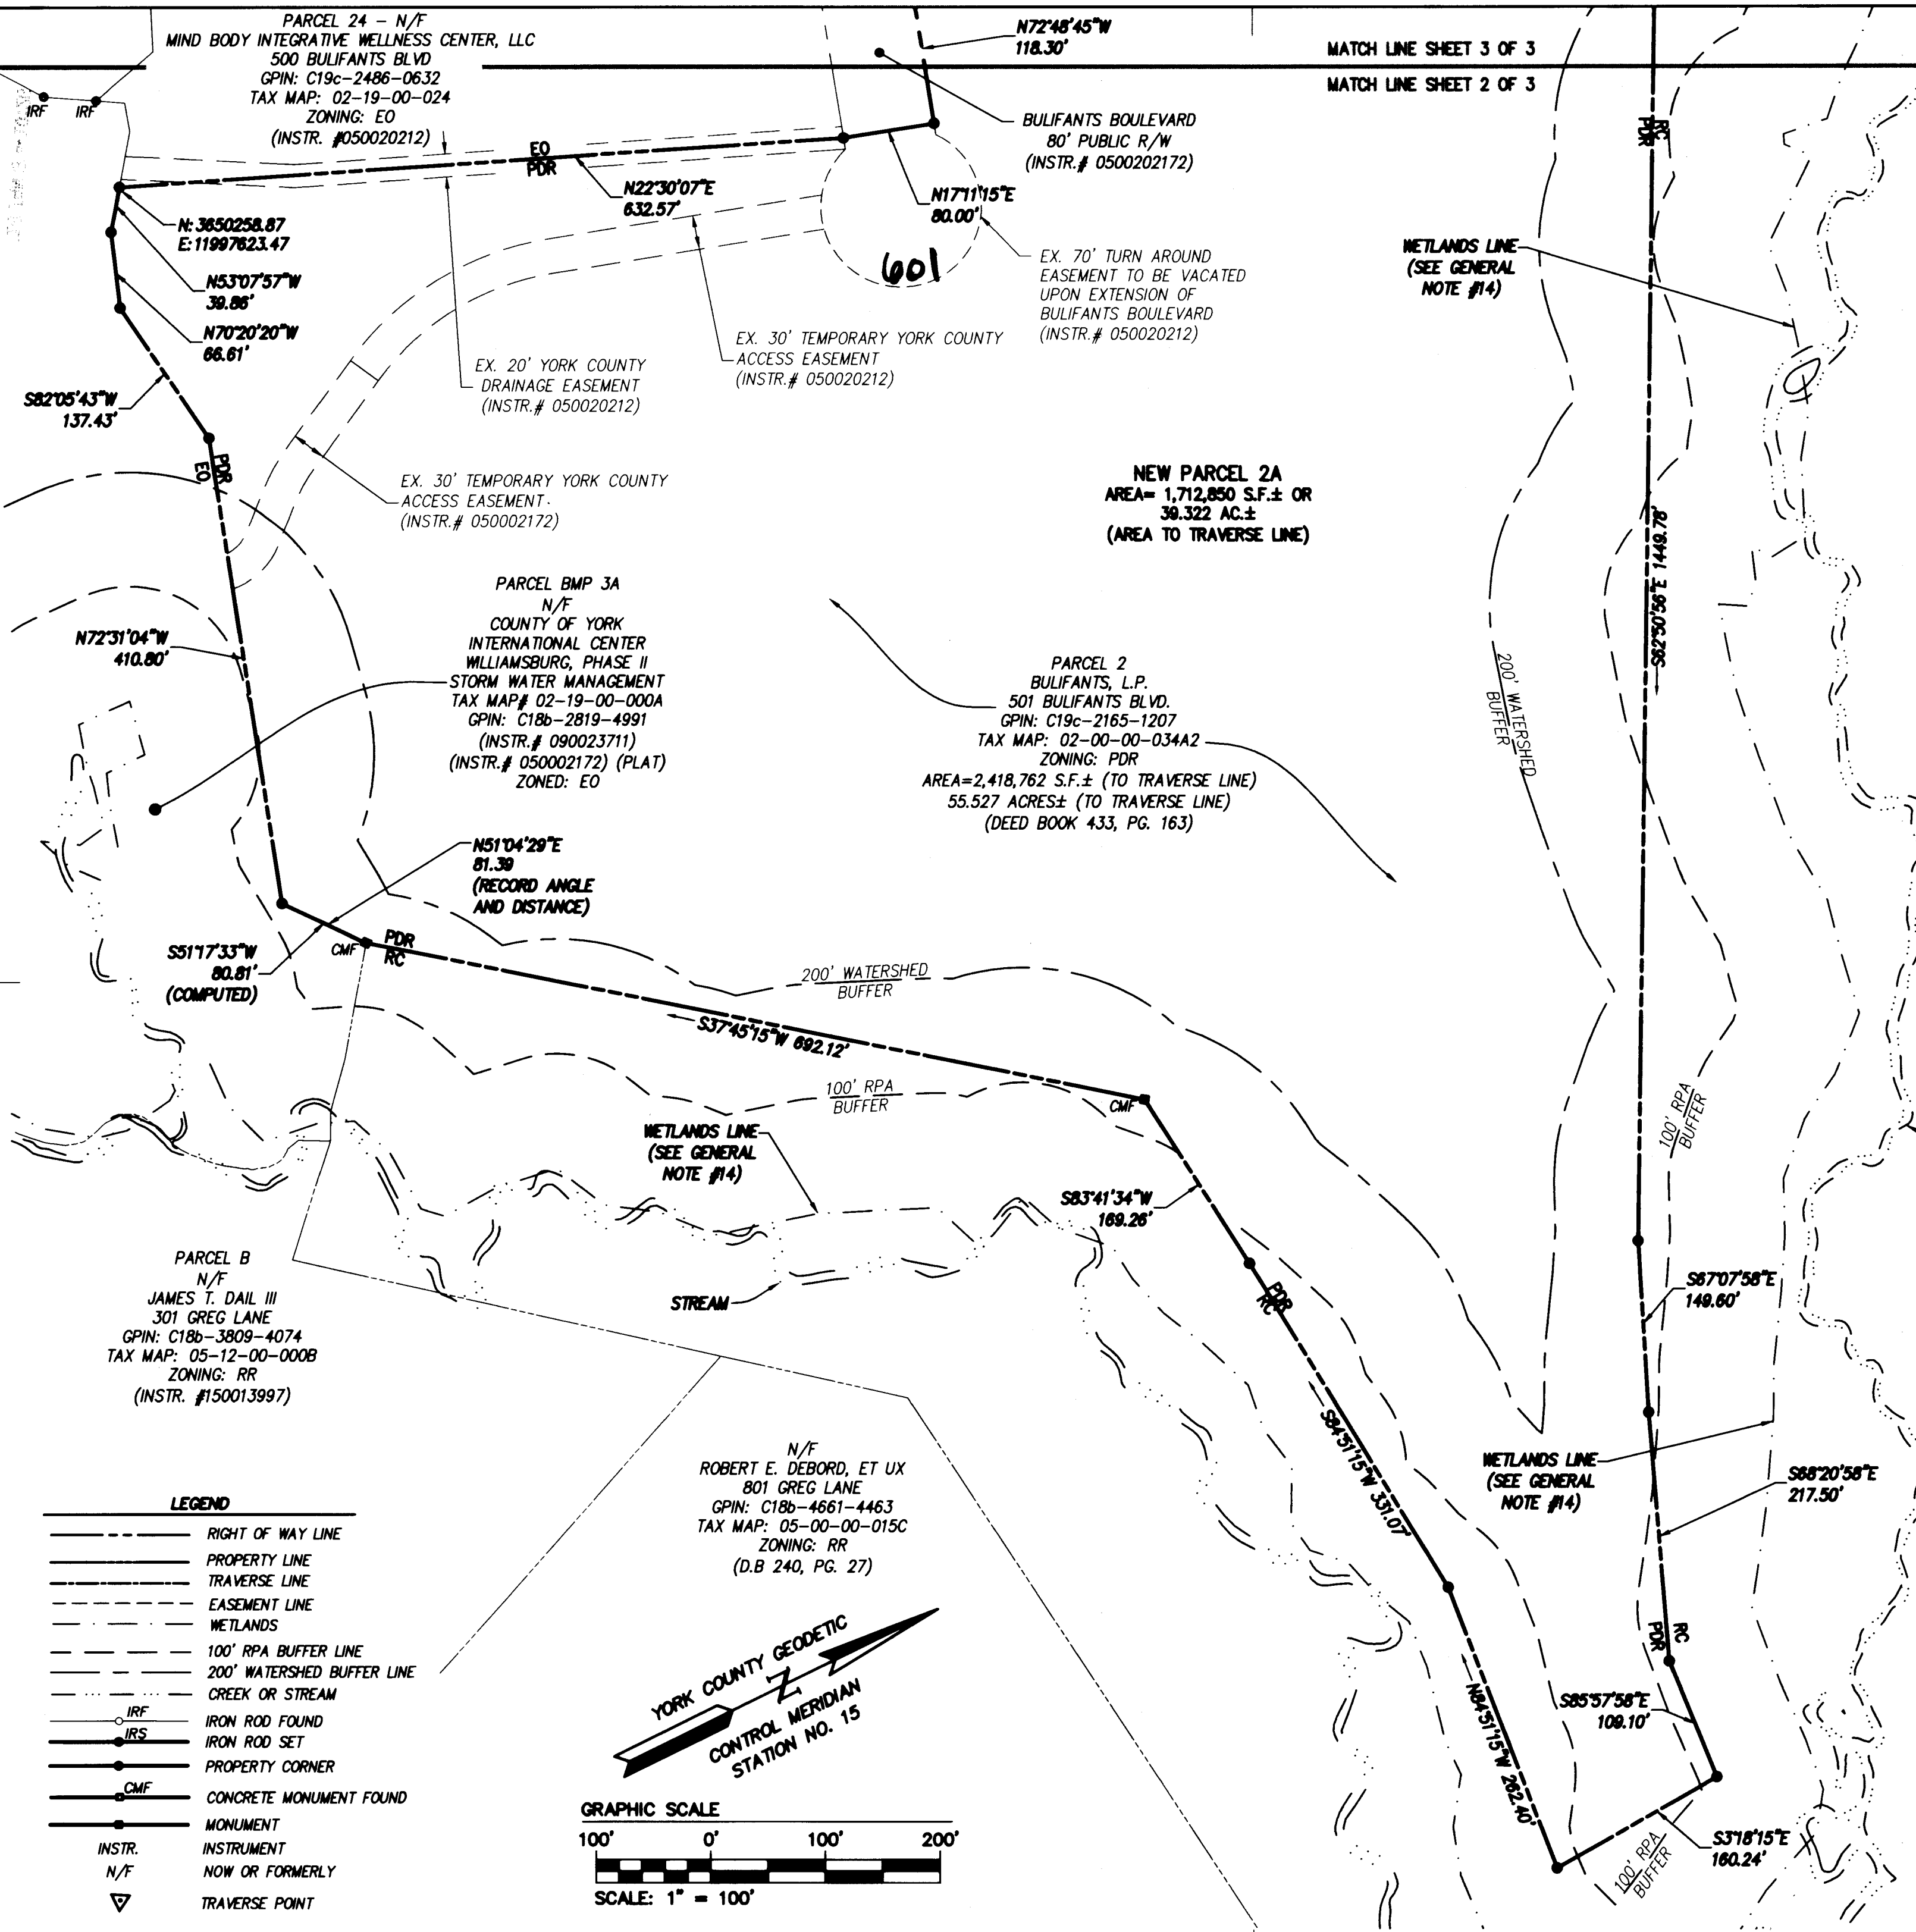 PARCEL 24 - N/F
MIND BODY INTEGRATIVE WELLNESS CENTER, LLC
500 BULIFANTS BLVD
GPIN: C19c-2486-0632
TAX MAP: 02-19-00-024
ZONING: EO
(INSTR. #050020212)
IRF
IRF
N72°48'45"W
118.30'
MATCH LINE SHEET 3 OF 3
MATCH LINE SHEET 2 OF 3
BULIFANTS BOULEVARD
80' PUBLIC R/W
(INSTR.# 0500202172)
RC
PDR
EO
PDR
N22°30'07"E
632.57'
N17°11'15"E
80.00'
N: 3650258.87
E: 11997623.47
N53°07'57"W
39.86'
N70°20'20"W
66.61'
601
EX. 70' TURN AROUND
EASEMENT TO BE VACATED
UPON EXTENSION OF
BULIFANTS BOULEVARD
(INSTR.# 050020212)
WETLANDS LINE
(SEE GENERAL
NOTE #14)
EX. 30' TEMPORARY YORK COUNTY
ACCESS EASEMENT
(INSTR.# 050020212)
EX. 20' YORK COUNTY
DRAINAGE EASEMENT
(INSTR.# 050020212)
S82°05'43"W
137.43'
PDR
EO
EX. 30' TEMPORARY YORK COUNTY
ACCESS EASEMENT.
(INSTR.# 050002172)
NEW PARCEL 2A
AREA= 1,712,850 S.F.± OR
39.322 AC.±
(AREA TO TRAVERSE LINE)
S62°50'56"E 1449.78'
PARCEL BMP 3A
N/F
COUNTY OF YORK
INTERNATIONAL CENTER
WILLIAMSBURG, PHASE II
STORM WATER MANAGEMENT
TAX MAP# 02-19-00-000A
GPIN: C18b-2819-4991
(INSTR.# 090023711)
(INSTR.# 050002172) (PLAT)
ZONED: EO
N72°31'04"W
410.80'
PARCEL 2
BULIFANTS, L.P.
501 BULIFANTS BLVD.
GPIN: C19c-2165-1207
TAX MAP: 02-00-00-034A2
ZONING: PDR
AREA=2,418,762 S.F.± (TO TRAVERSE LINE)
55.527 ACRES± (TO TRAVERSE LINE)
(DEED BOOK 433, PG. 163)
200' WATERSHED
BUFFER
N51°04'29"E
81.39
(RECORD ANGLE
AND DISTANCE)
S51°17'33"W
80.81'
(COMPUTED)
CMF
PDR
RC
200' WATERSHED
BUFFER
S37°45'15"W 692.12'
100' RPA
BUFFER
CMF
100' RPA
BUFFER
WETLANDS LINE
(SEE GENERAL
NOTE #14)
S83°41'34"W
169.26'
STREAM
PDR
RC
PARCEL B
N/F
JAMES T. DAIL III
301 GREG LANE
GPIN: C18b-3809-4074
TAX MAP: 05-12-00-000B
ZONING: RR
(INSTR. #150013997)
S67°07'58"E
149.60'
S84°51'15"W 331.07'
N/F
ROBERT E. DEBORD, ET UX
801 GREG LANE
GPIN: C18b-4661-4463
TAX MAP: 05-00-00-015C
ZONING: RR
(D.B 240, PG. 27)
WETLANDS LINE
(SEE GENERAL
NOTE #14)
S68°20'58"E
217.50'
RC
PDR
N84°51'15"W 262.40'
S85°57'58"E
109.10'
S3°18'15"E
160.24'
100' RPA
BUFFER
LEGEND
RIGHT OF WAY LINE
PROPERTY LINE
TRAVERSE LINE
EASEMENT LINE
WETLANDS
100' RPA BUFFER LINE
200' WATERSHED BUFFER LINE
CREEK OR STREAM
IRF IRON ROD FOUND
IRS IRON ROD SET
PROPERTY CORNER
CMF CONCRETE MONUMENT FOUND
MONUMENT
INSTR. INSTRUMENT
N/F NOW OR FORMERLY
TRAVERSE POINT
YORK COUNTY GEODETIC
N
CONTROL MERIDIAN
STATION NO. 15
GRAPHIC SCALE
100' 0' 100' 200'
SCALE: 1" = 100'